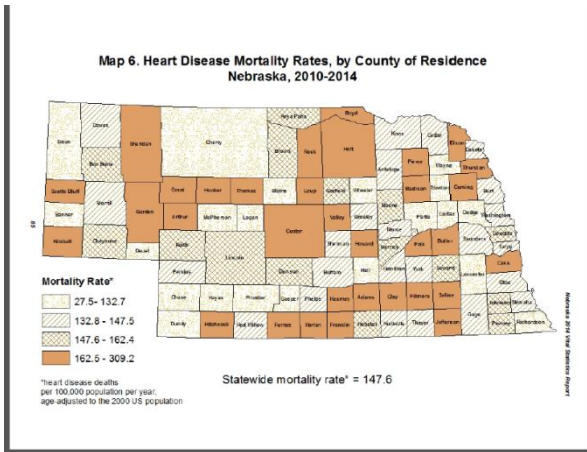 Map 6. Heart Disease Mortality Rates, by County of Residence
Nebraska, 2010-2014
Boyd
Keya Paha
Dawes
Knox
Cedar
Sheridan
Cherry
Sioux
Dixon
Dakota
Brown
Rock
Holt
Box Butte
Pierce
Wayne
Thurston
Antelope
Scotts Bluff
Grant
Hooker
Thomas
Blaine
Loup
Garfield
Wheeler
Madison
Stanton
Cuming
Burt
Morrill
Garden
Boone
Banner
Arthur
McPherson
Logan
Custer
Valley
Greeley
Platte
Colfax
Dodge
Washington
Nance
Kimball
Cheyenne
Sherman
Howard
Polk
Butler
Saunders
Douglas
Sarpy
Deuel
Keith
Lincoln
Merrick
Dawson
Buffalo
Hall
Hamilton
York
Seward
Lancaster
Cass
Perkins
Otoe
Chase
Hayes
Frontier
Gosper
Phelps
Kearney
Adams
Clay
Fillmore
Saline
Gage
Johnson
Nemaha
Dundy
Hitchcock
Red Willow
Furnas
Harlan
Franklin
Webster
Nuckolls
Thayer
Jefferson
Pawnee
Richardson
Mortality Rate*
27.5- 132.7
132.8 - 147.5
147.6 - 162.4
162.5 - 309.2
*heart disease deaths
per 100,000 population per year,
age-adjusted to the 2000 US population
Statewide mortality rate* = 147.6
Nebraska 2014 Vital Statistics Report